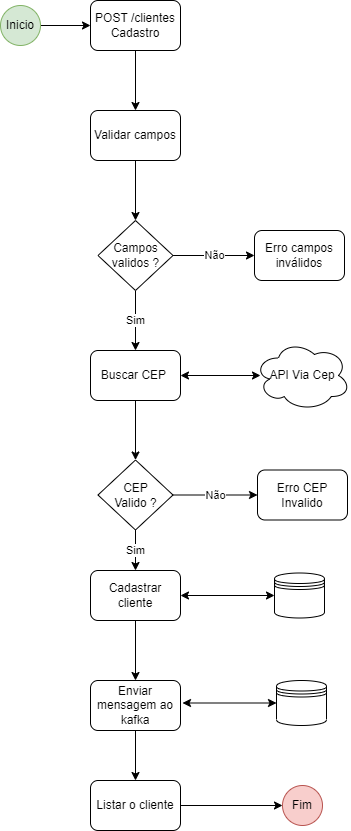 Inicio
POST /clientes
Cadastro
Validar campos
Campos
validos ?
Não
Erro campos
inválidos
Sim
Buscar CEP
API Via Cep
CEP
Valido ?
Não
Erro CEP
Invalido
Sim
Cadastrar
cliente
Enviar
mensagem ao
kafka
Listar o cliente
Fim